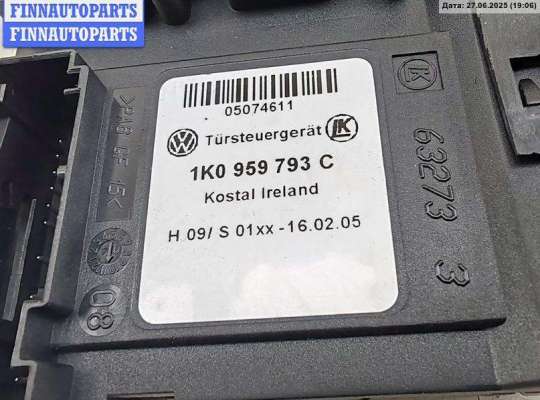 FINNAUTOPARTS
FINNAUTOPARTS
Дата: 27.06.2025 (19:06)
05074611
Türsteuergerät
1K0 959 793 C
Kostal Ireland
H 09/ S 01xx -16.02.05
63273 3
08